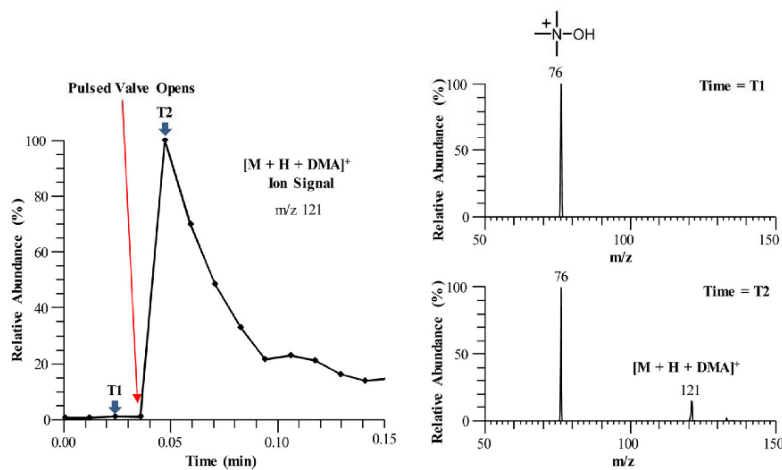 Pulsed Valve Opens
T2
[M + H + DMA]+
Ion Signal
m/z 121
T1
Relative Abundance (%)
100
80
60
40
20
0
0.00 0.05 0.10 0.15
Time (min)
+
N–OH
76
Time = T1
Relative Abundance (%)
100
50
0
50 100 150
m/z
76
Time = T2
[M + H + DMA]+
121
Relative Abundance (%)
100
50
0
50 100 150
m/z